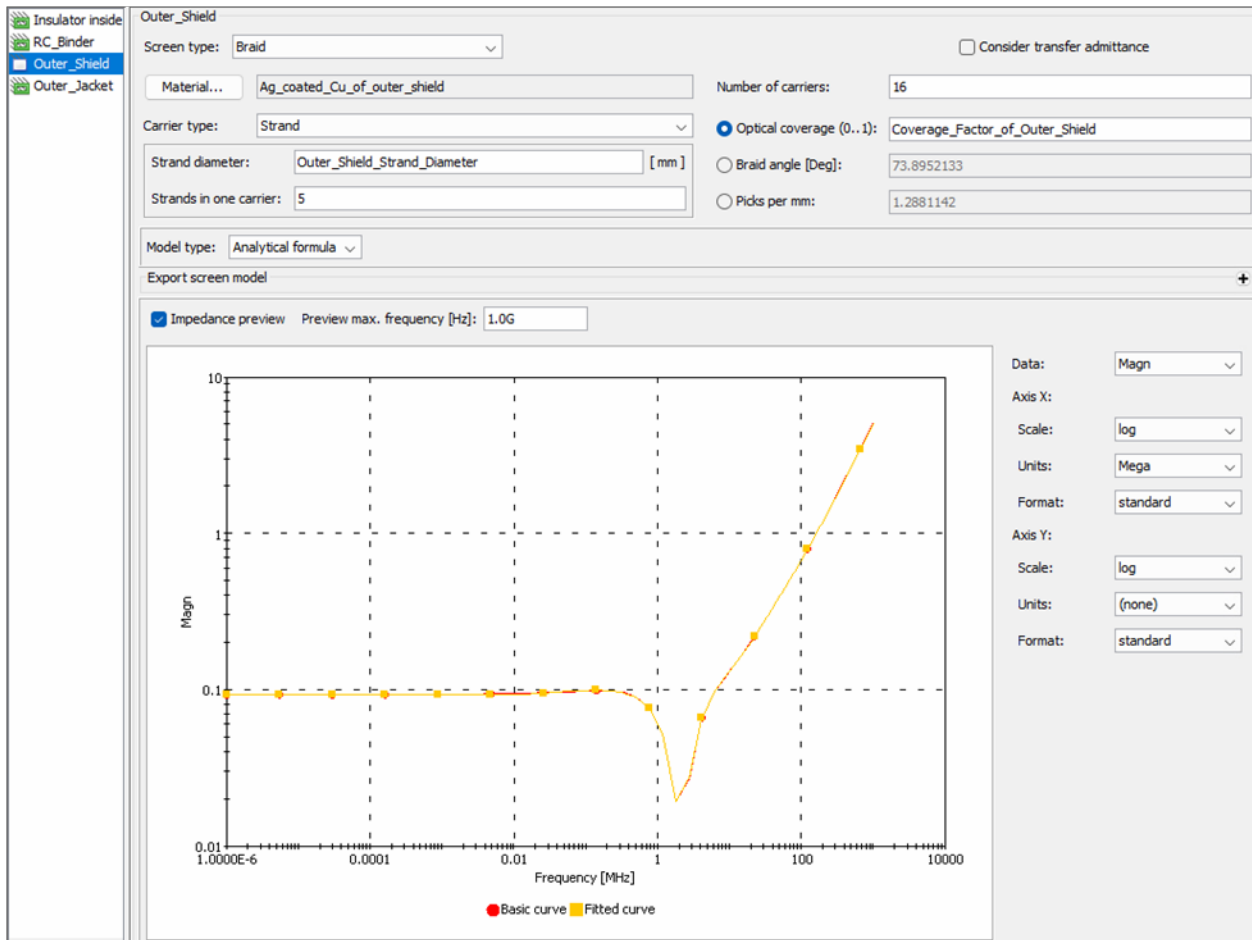 Insulator inside
RC_Binder
Outer_Shield
Outer_Jacket
Outer_Shield
Screen type: Braid
Consider transfer admittance
Material... Ag_coated_Cu_of_outer_shield
Number of carriers: 16
Carrier type: Strand
Optical coverage (0..1): Coverage_Factor_of_Outer_Shield
Strand diameter: Outer_Shield_Strand_Diameter [mm]
Braid angle [Deg]: 73.8952133
Strands in one carrier: 5
Picks per mm: 1.2881142
Model type: Analytical formula
Export screen model
Impedance preview Preview max. frequency [Hz]: 1.0G
Data: Magn
Axis X:
Scale: log
Units: Mega
Format: standard
Axis Y:
Scale: log
Units: (none)
Format: standard
10
1
0.1
0.01
Magn
1.0000E-6 0.0001 0.01 1 100 10000
Frequency [MHz]
Basic curve Fitted curve